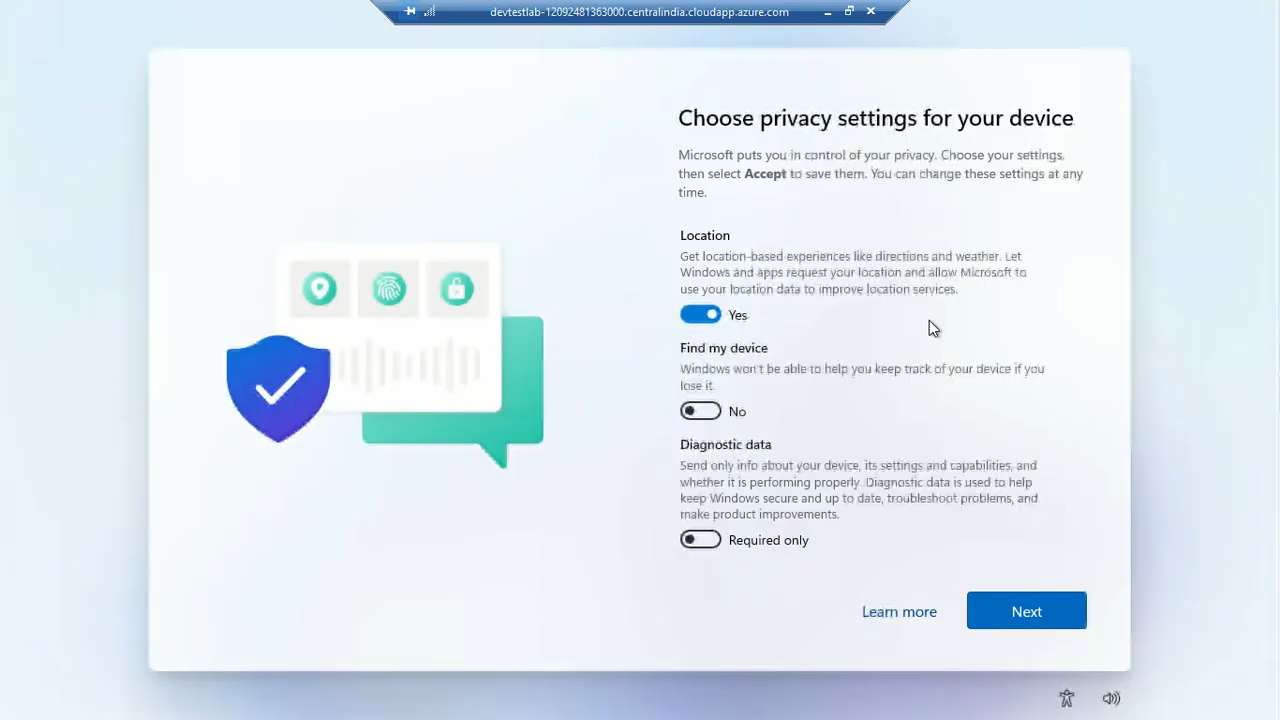 devtestlab-12092481363000.centralindia.cloudapp.azure.com
Choose privacy settings for your device
Microsoft puts you in control of your privacy. Choose your settings,
then select Accept to save them. You can change these settings at any
time.
Location
Get location-based experiences like directions and weather. Let
Windows and apps request your location and allow Microsoft to
use your location data to improve location services.
Yes
Find my device
Windows won't be able to help you keep track of your device if you
lose it.
No
Diagnostic data
Send only info about your device, its settings and capabilities, and
whether it is performing properly. Diagnostic data is used to help
keep Windows secure and up to date, troubleshoot problems, and
make product improvements.
Required only
Learn more
Next